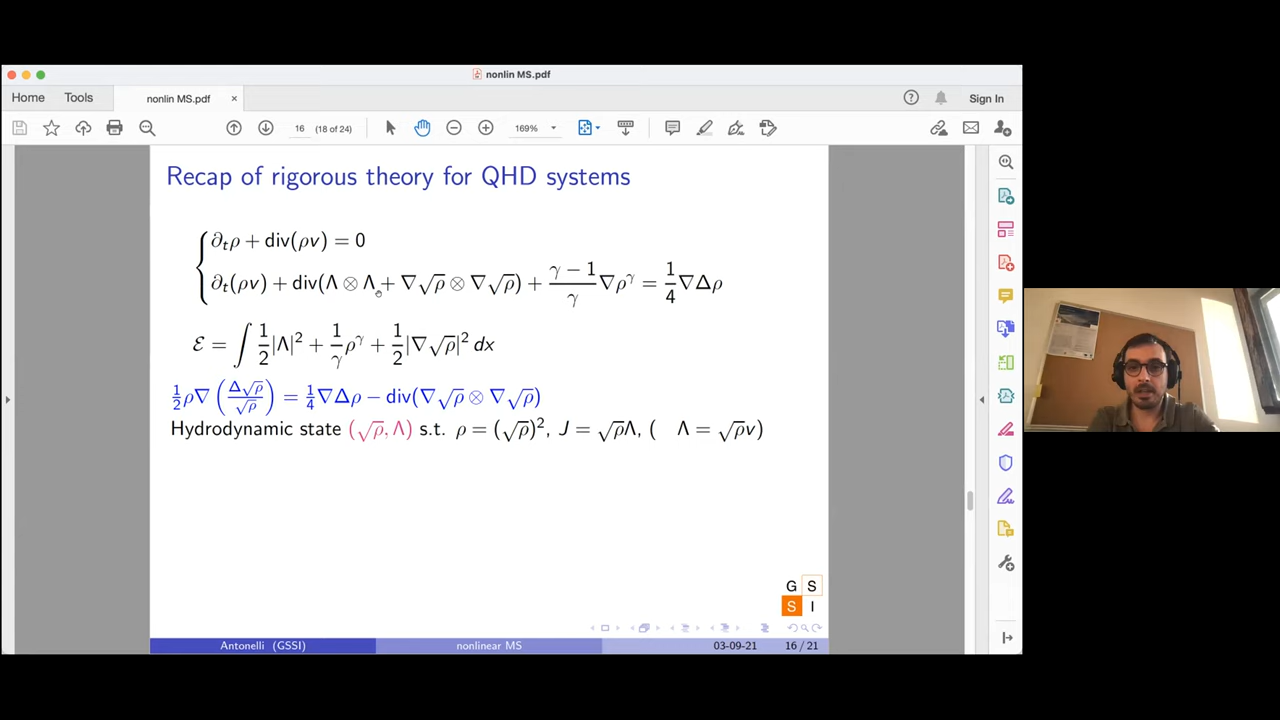 nonlin MS.pdf
Home Tools nonlin MS.pdf × Sign In
16 (18 of 24) 169%
Recap of rigorous theory for QHD systems
∂ₜρ + div(ρv) = 0
∂ₜ(ρv) + div(Λ ⊗ Λ + ∇√ρ ⊗ ∇√ρ) + (γ − 1)/γ ∇ρ^γ = 1/4 ∇Δρ
ℰ = ∫ 1/2 |Λ|² + 1/γ ρ^γ + 1/2 |∇√ρ|² dx
1/2 ρ∇ (Δ√ρ/√ρ) = 1/4 ∇Δρ − div(∇√ρ ⊗ ∇√ρ)
Hydrodynamic state (√ρ, Λ) s.t. ρ = (√ρ)², J = √ρΛ, ( Λ = √ρv)
G S
S I
Antonelli (GSSI) nonlinear MS 03-09-21 16 / 21